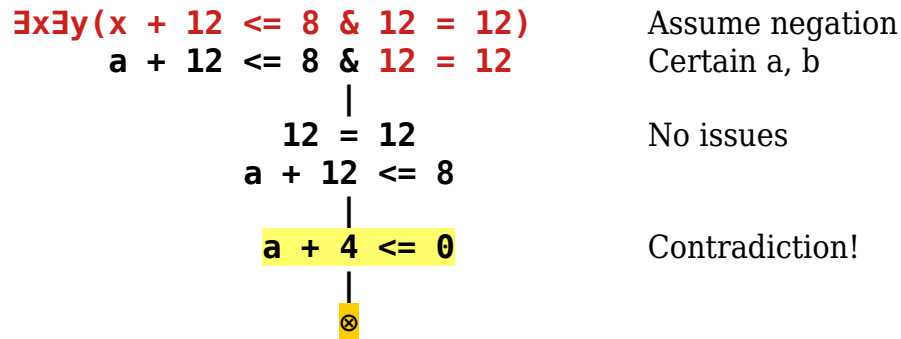 ∃x∃y(x + 12 <= 8 & 12 = 12) Assume negation
a + 12 <= 8 & 12 = 12 Certain a, b
|
12 = 12 No issues
a + 12 <= 8
|
a + 4 <= 0 Contradiction!
|
⊗